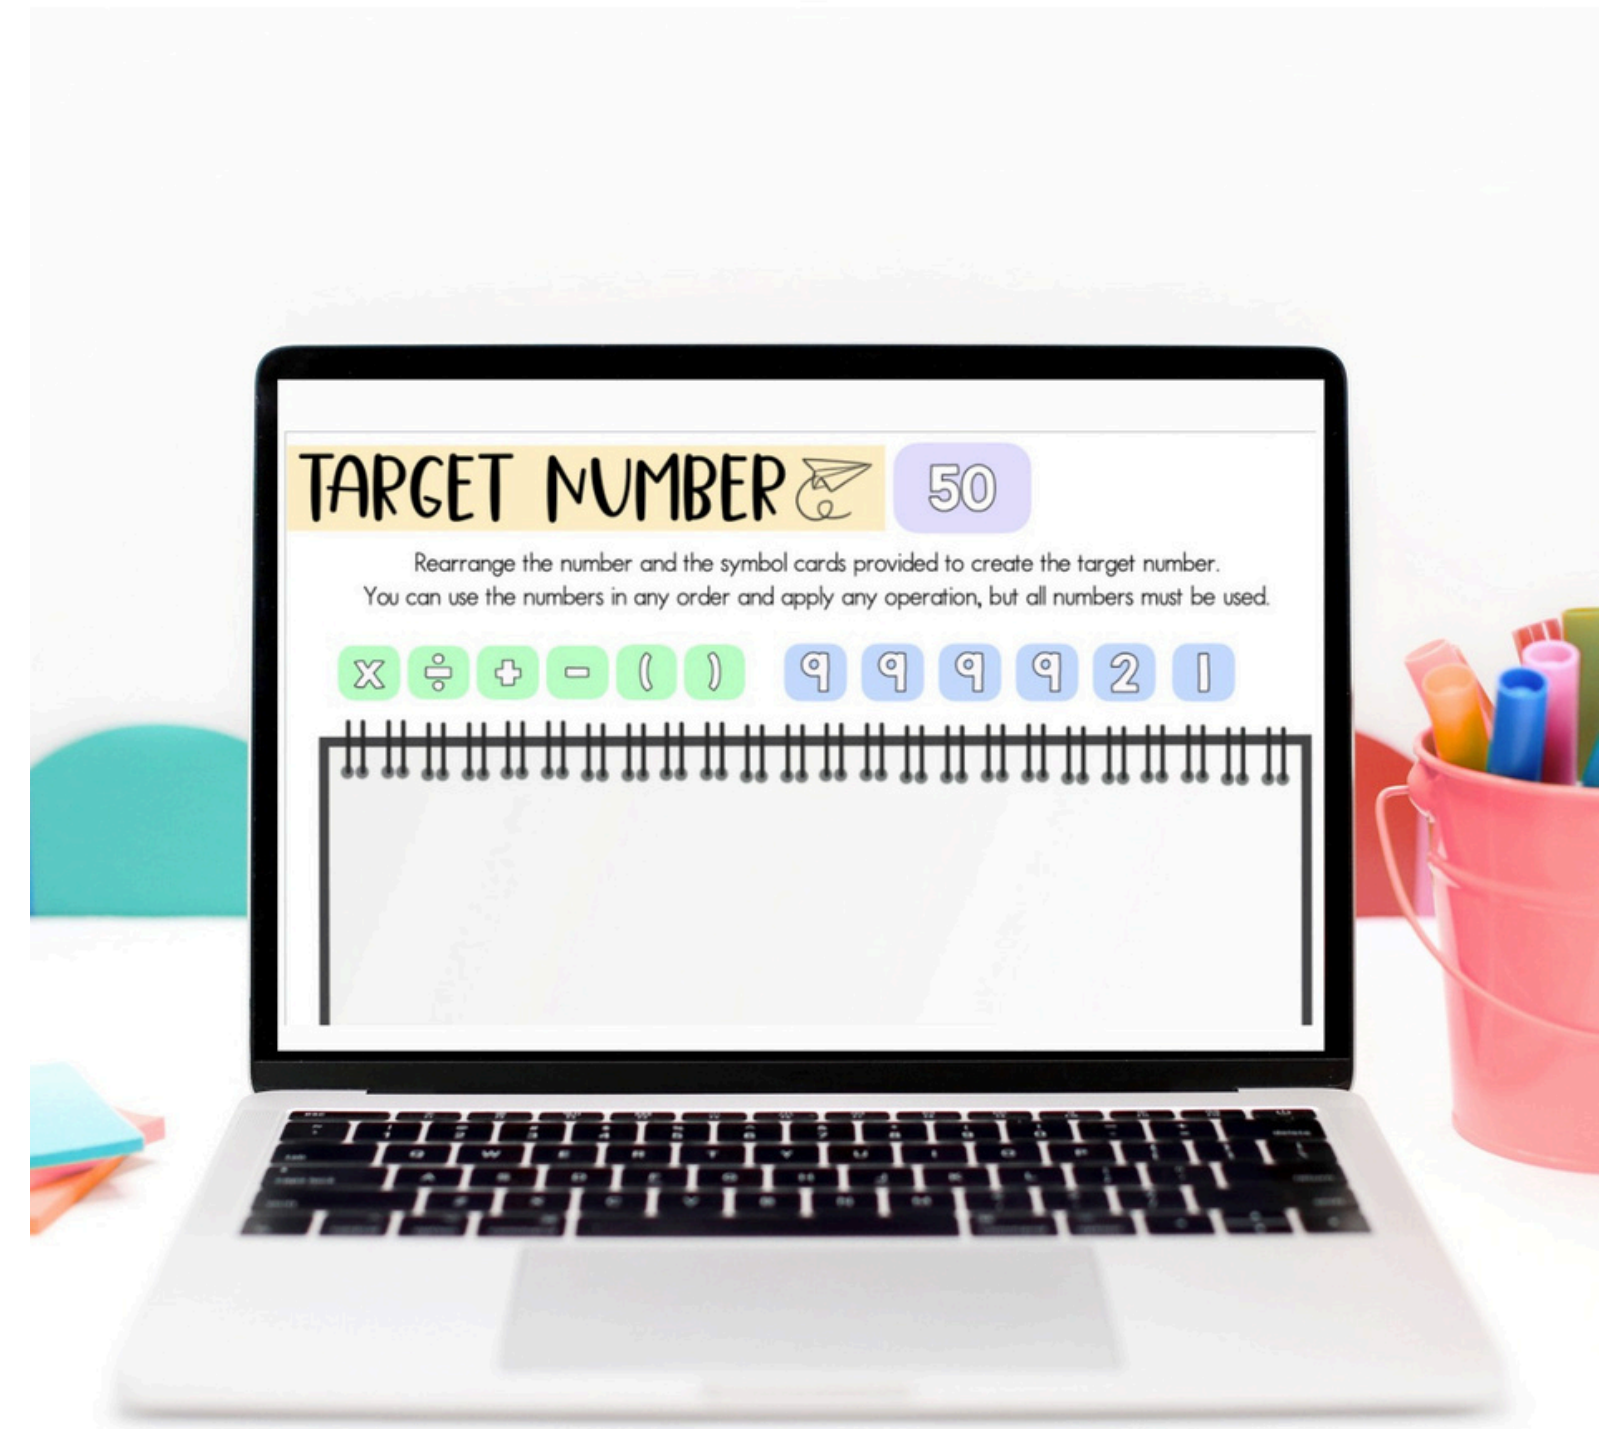 TARGET NUMBER 50
Rearrange the number and the symbol cards provided to create the target number.
You can use the numbers in any order and apply any operation, but all numbers must be used.
x ÷ + - ( ) 9 9 9 9 2 1